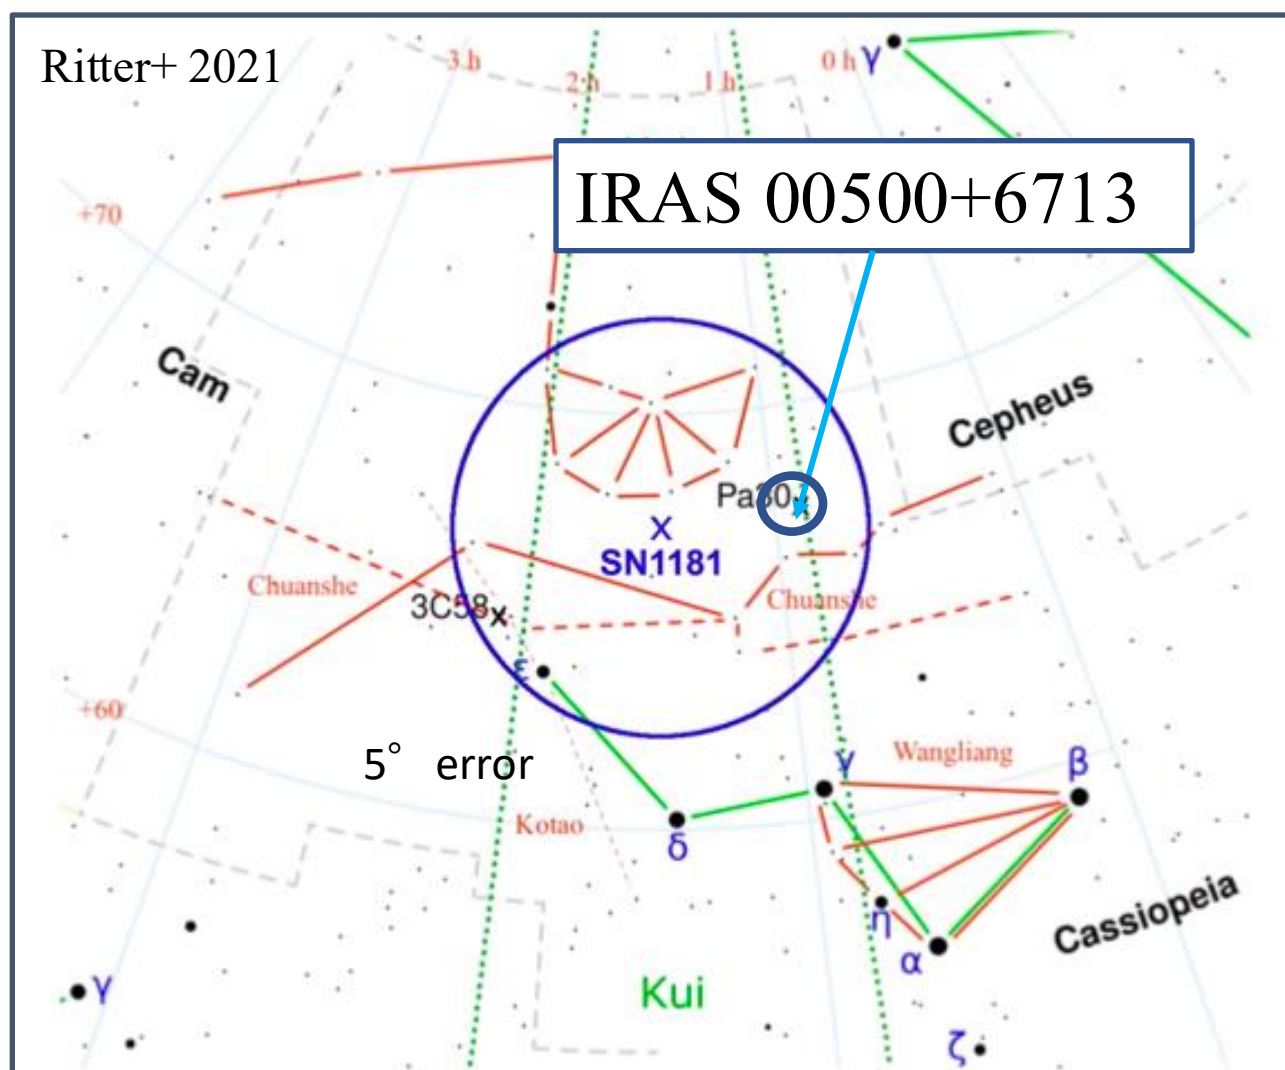 Ritter+ 2021
3 h
2 h
1 h
0 h
γ
IRAS 00500+6713
+70
Cam
Cepheus
Pa30
X
SN1181
Chuanshe
3C58x
Chuanshe
ε
+60
5° error
γ
Wangliang
β
Kotao
δ
η
α
Cassiopeia
γ
Kui
ζ